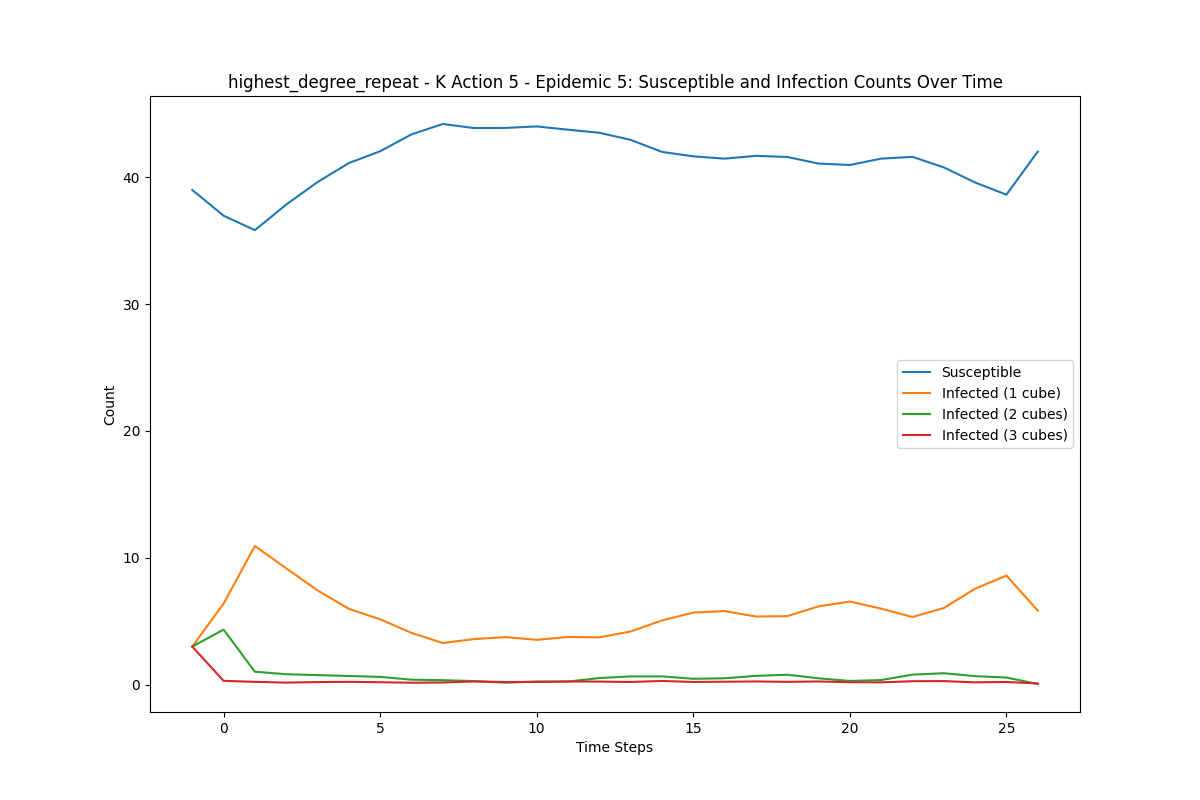 highest_degree_repeat - K Action 5 - Epidemic 5: Susceptible and Infection Counts Over Time
40
30
20
10
0
Count
Susceptible
Infected (1 cube)
Infected (2 cubes)
Infected (3 cubes)
0 5 10 15 20 25
Time Steps